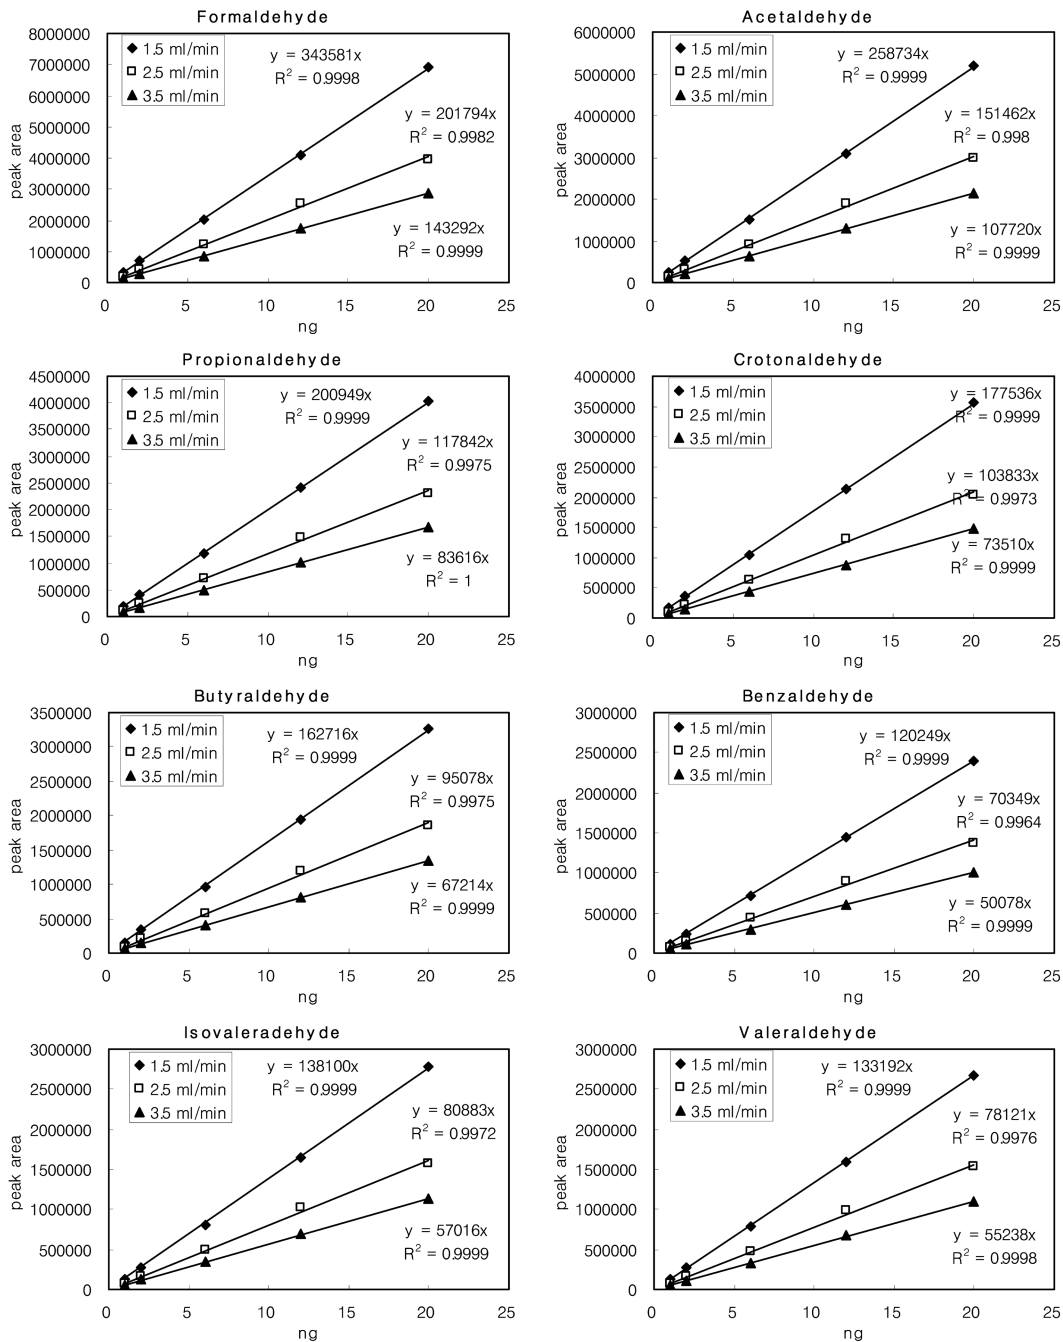 Formaldehyde
8000000
7000000
6000000
5000000
4000000
3000000
2000000
1000000
0
peak area
1.5 ml/min
2.5 ml/min
3.5 ml/min
y = 343581x
R² = 0.9998
y = 201794x
R² = 0.9982
y = 143292x
R² = 0.9999
0 5 10 15 20 25
ng
Acetaldehyde
6000000
5000000
4000000
3000000
2000000
1000000
0
peak area
1.5 ml/min
2.5 ml/min
3.5 ml/min
y = 258734x
R² = 0.9999
y = 151462x
R² = 0.998
y = 107720x
R² = 0.9999
0 5 10 15 20 25
ng
Propionaldehyde
4500000
4000000
3500000
3000000
2500000
2000000
1500000
1000000
500000
0
peak area
1.5 ml/min
2.5 ml/min
3.5 ml/min
y = 200949x
R² = 0.9999
y = 117842x
R² = 0.9975
y = 83616x
R² = 1
0 5 10 15 20 25
ng
Crotonaldehyde
4000000
3500000
3000000
2500000
2000000
1500000
1000000
500000
0
peak area
1.5 ml/min
2.5 ml/min
3.5 ml/min
y = 177536x
R² = 0.9999
y = 103833x
R² = 0.9973
y = 73510x
R² = 0.9999
0 5 10 15 20 25
ng
Butyraldehyde
3500000
3000000
2500000
2000000
1500000
1000000
500000
0
peak area
1.5 ml/min
2.5 ml/min
3.5 ml/min
y = 162716x
R² = 0.9999
y = 95078x
R² = 0.9975
y = 67214x
R² = 0.9999
0 5 10 15 20 25
ng
Benzaldehyde
3000000
2500000
2000000
1500000
1000000
500000
0
peak area
1.5 ml/min
2.5 ml/min
3.5 ml/min
y = 120249x
R² = 0.9999
y = 70349x
R² = 0.9964
y = 50078x
R² = 0.9999
0 5 10 15 20 25
ng
Isovaleradehyde
3000000
2500000
2000000
1500000
1000000
500000
0
peak area
1.5 ml/min
2.5 ml/min
3.5 ml/min
y = 138100x
R² = 0.9999
y = 80883x
R² = 0.9972
y = 57016x
R² = 0.9999
0 5 10 15 20 25
ng
Valeraldehyde
3000000
2500000
2000000
1500000
1000000
500000
0
peak area
1.5 ml/min
2.5 ml/min
3.5 ml/min
y = 133192x
R² = 0.9999
y = 78121x
R² = 0.9976
y = 55238x
R² = 0.9998
0 5 10 15 20 25
ng